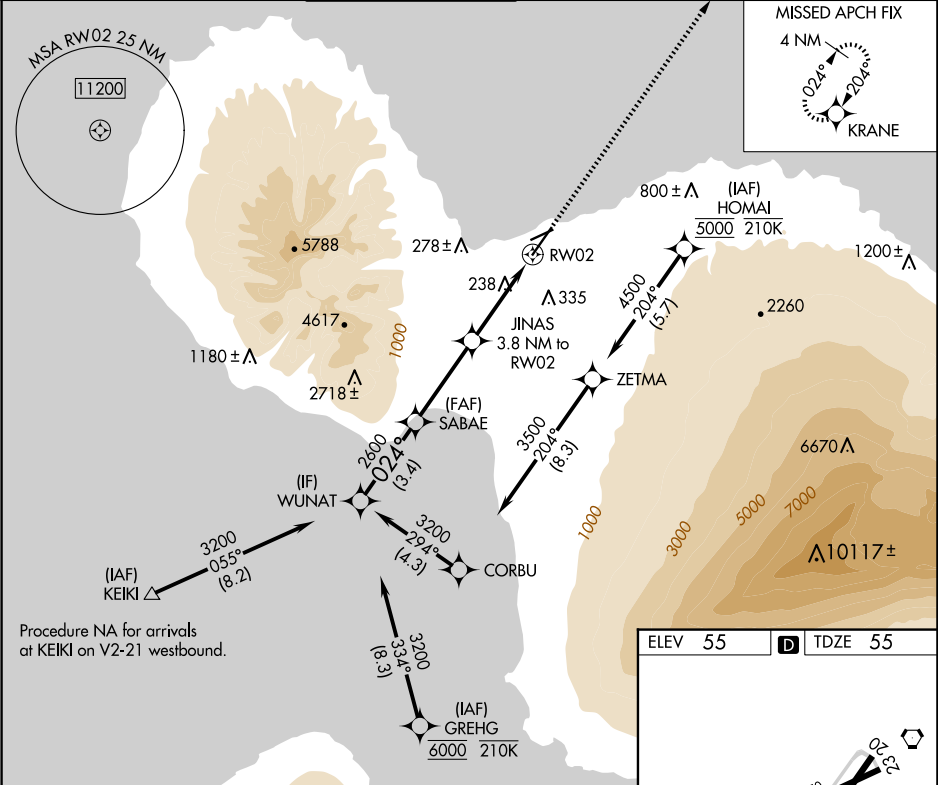 MSA RW02 25 NM
11200
MISSED APCH FIX
4 NM
024°
204°
KRANE
800 ±
(IAF)
HOMAI
5000 210K
1200 ±
5788
278 ±
RW02
238
335
4500
204°
(5.7)
2260
4617
1000
JINAS
3.8 NM to
RW02
1180 ±
2718 ±
ZETMA
(FAF)
SABAE
3500
204°
(8.3)
2600
024°
(3.4)
6670
(IF)
WUNAT
1000
3000
5000
7000
10117 ±
3200
294°
(4.3)
CORBU
3200
055°
(8.2)
(IAF)
KEIKI
Procedure NA for arrivals
at KEIKI on V2-21 westbound.
3200
334°
(8.3)
(IAF)
GREHG
6000 210K
ELEV 55
D
TDZE 55
20
23